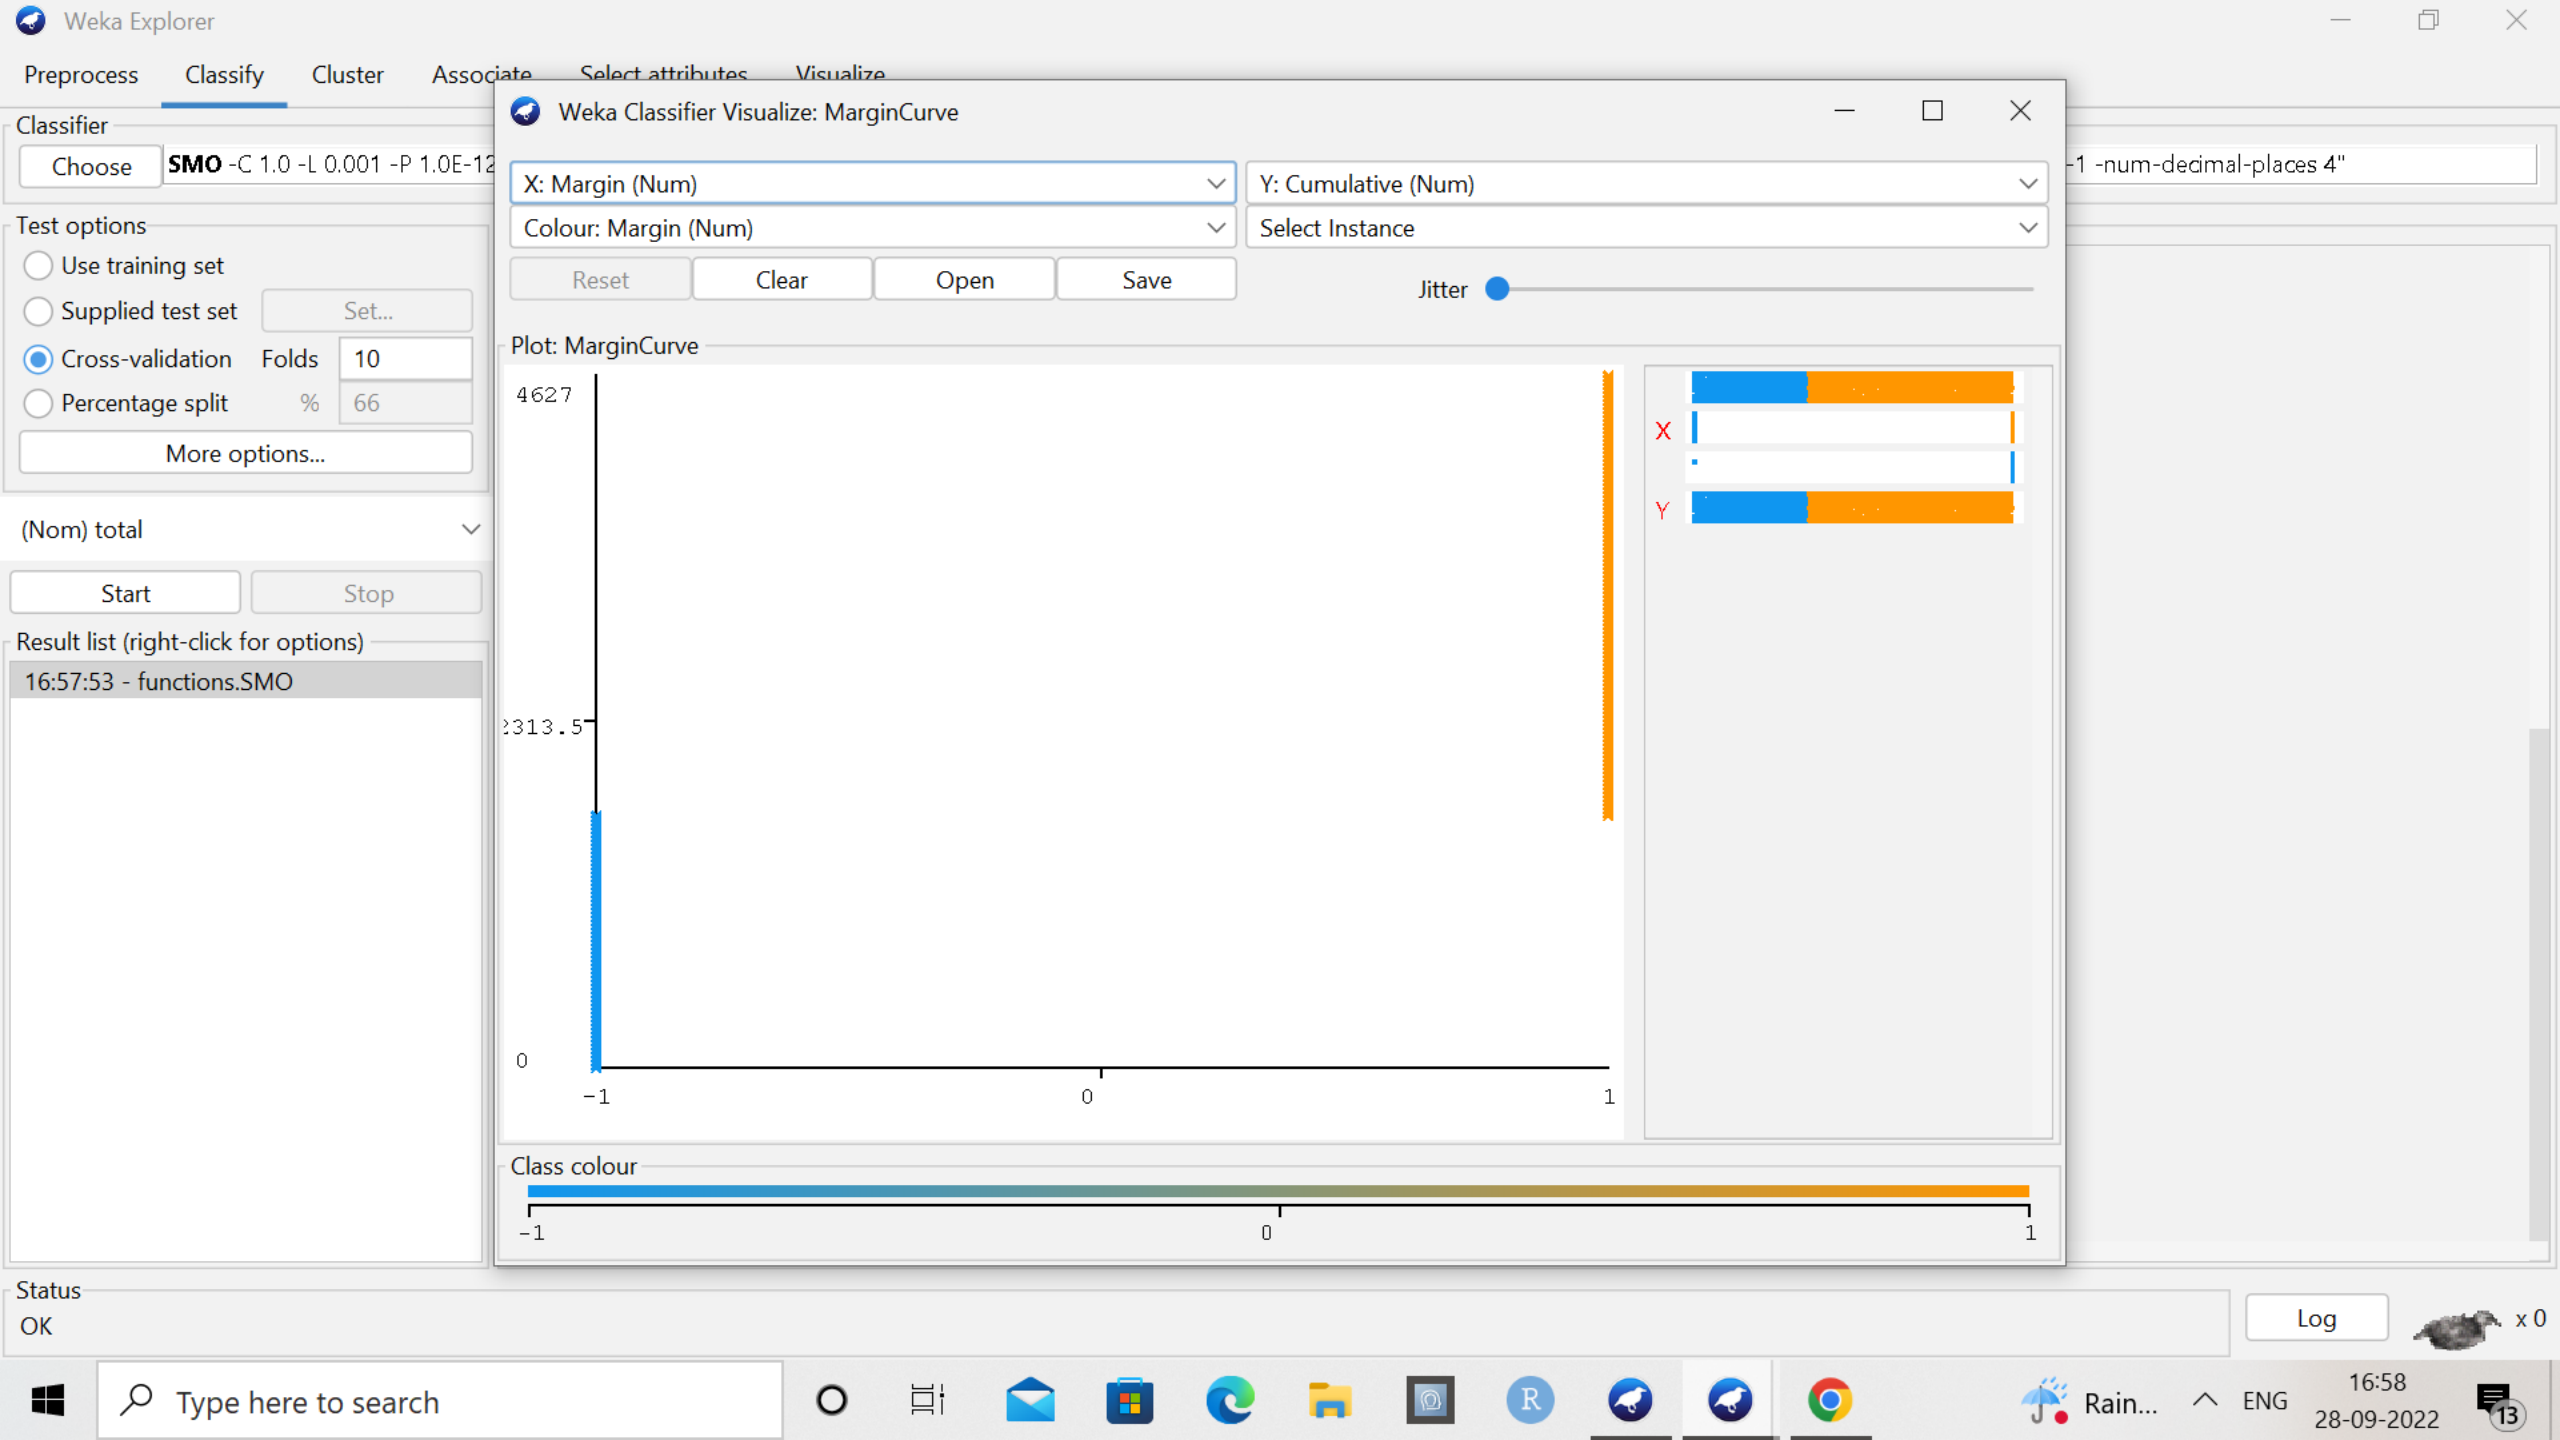 Weka Explorer
Preprocess Classify Cluster Associate Select attributes Visualize
Weka Classifier Visualize: MarginCurve
Classifier
Choose SMO -C 1.0 -L 0.001 -P 1.0E-12
-1 -num-decimal-places 4"
X: Margin (Num) Y: Cumulative (Num)
Colour: Margin (Num) Select Instance
Reset Clear Open Save Jitter
Test options
Use training set
Supplied test set Set...
Cross-validation Folds 10
Percentage split % 66
More options...
(Nom) total
Start Stop
Result list (right-click for options)
16:57:53 - functions.SMO
Plot: MarginCurve
4627
2313.5
0
-1 0 1
X
Y
Class colour
-1 0 1
Status
OK
Log x 0
Type here to search
R
Rain... ENG 16:58
28-09-2022
13